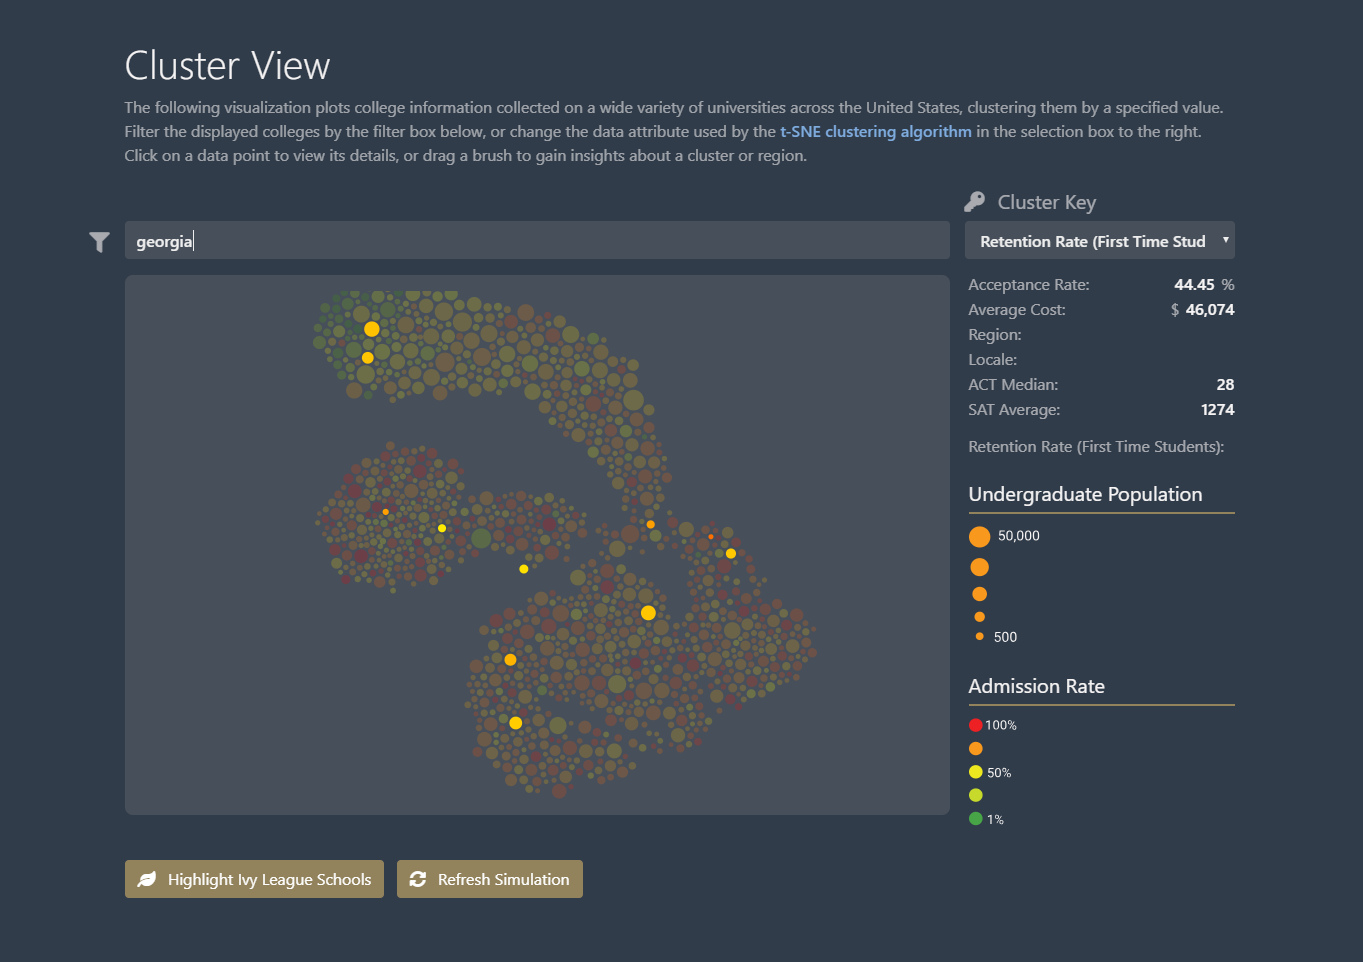 Cluster View
The following visualization plots college information collected on a wide variety of universities across the United States, clustering them by a specified value.
Filter the displayed colleges by the filter box below, or change the data attribute used by the t-SNE clustering algorithm in the selection box to the right.
Click on a data point to view its details, or drag a brush to gain insights about a cluster or region.
Cluster Key
georgia
Retention Rate (First Time Stud
Acceptance Rate: 44.45 %
Average Cost: $ 46,074
Region:
Locale:
ACT Median: 28
SAT Average: 1274
Retention Rate (First Time Students):
Undergraduate Population
50,000
500
Admission Rate
100%
50%
1%
Highlight Ivy League Schools
Refresh Simulation